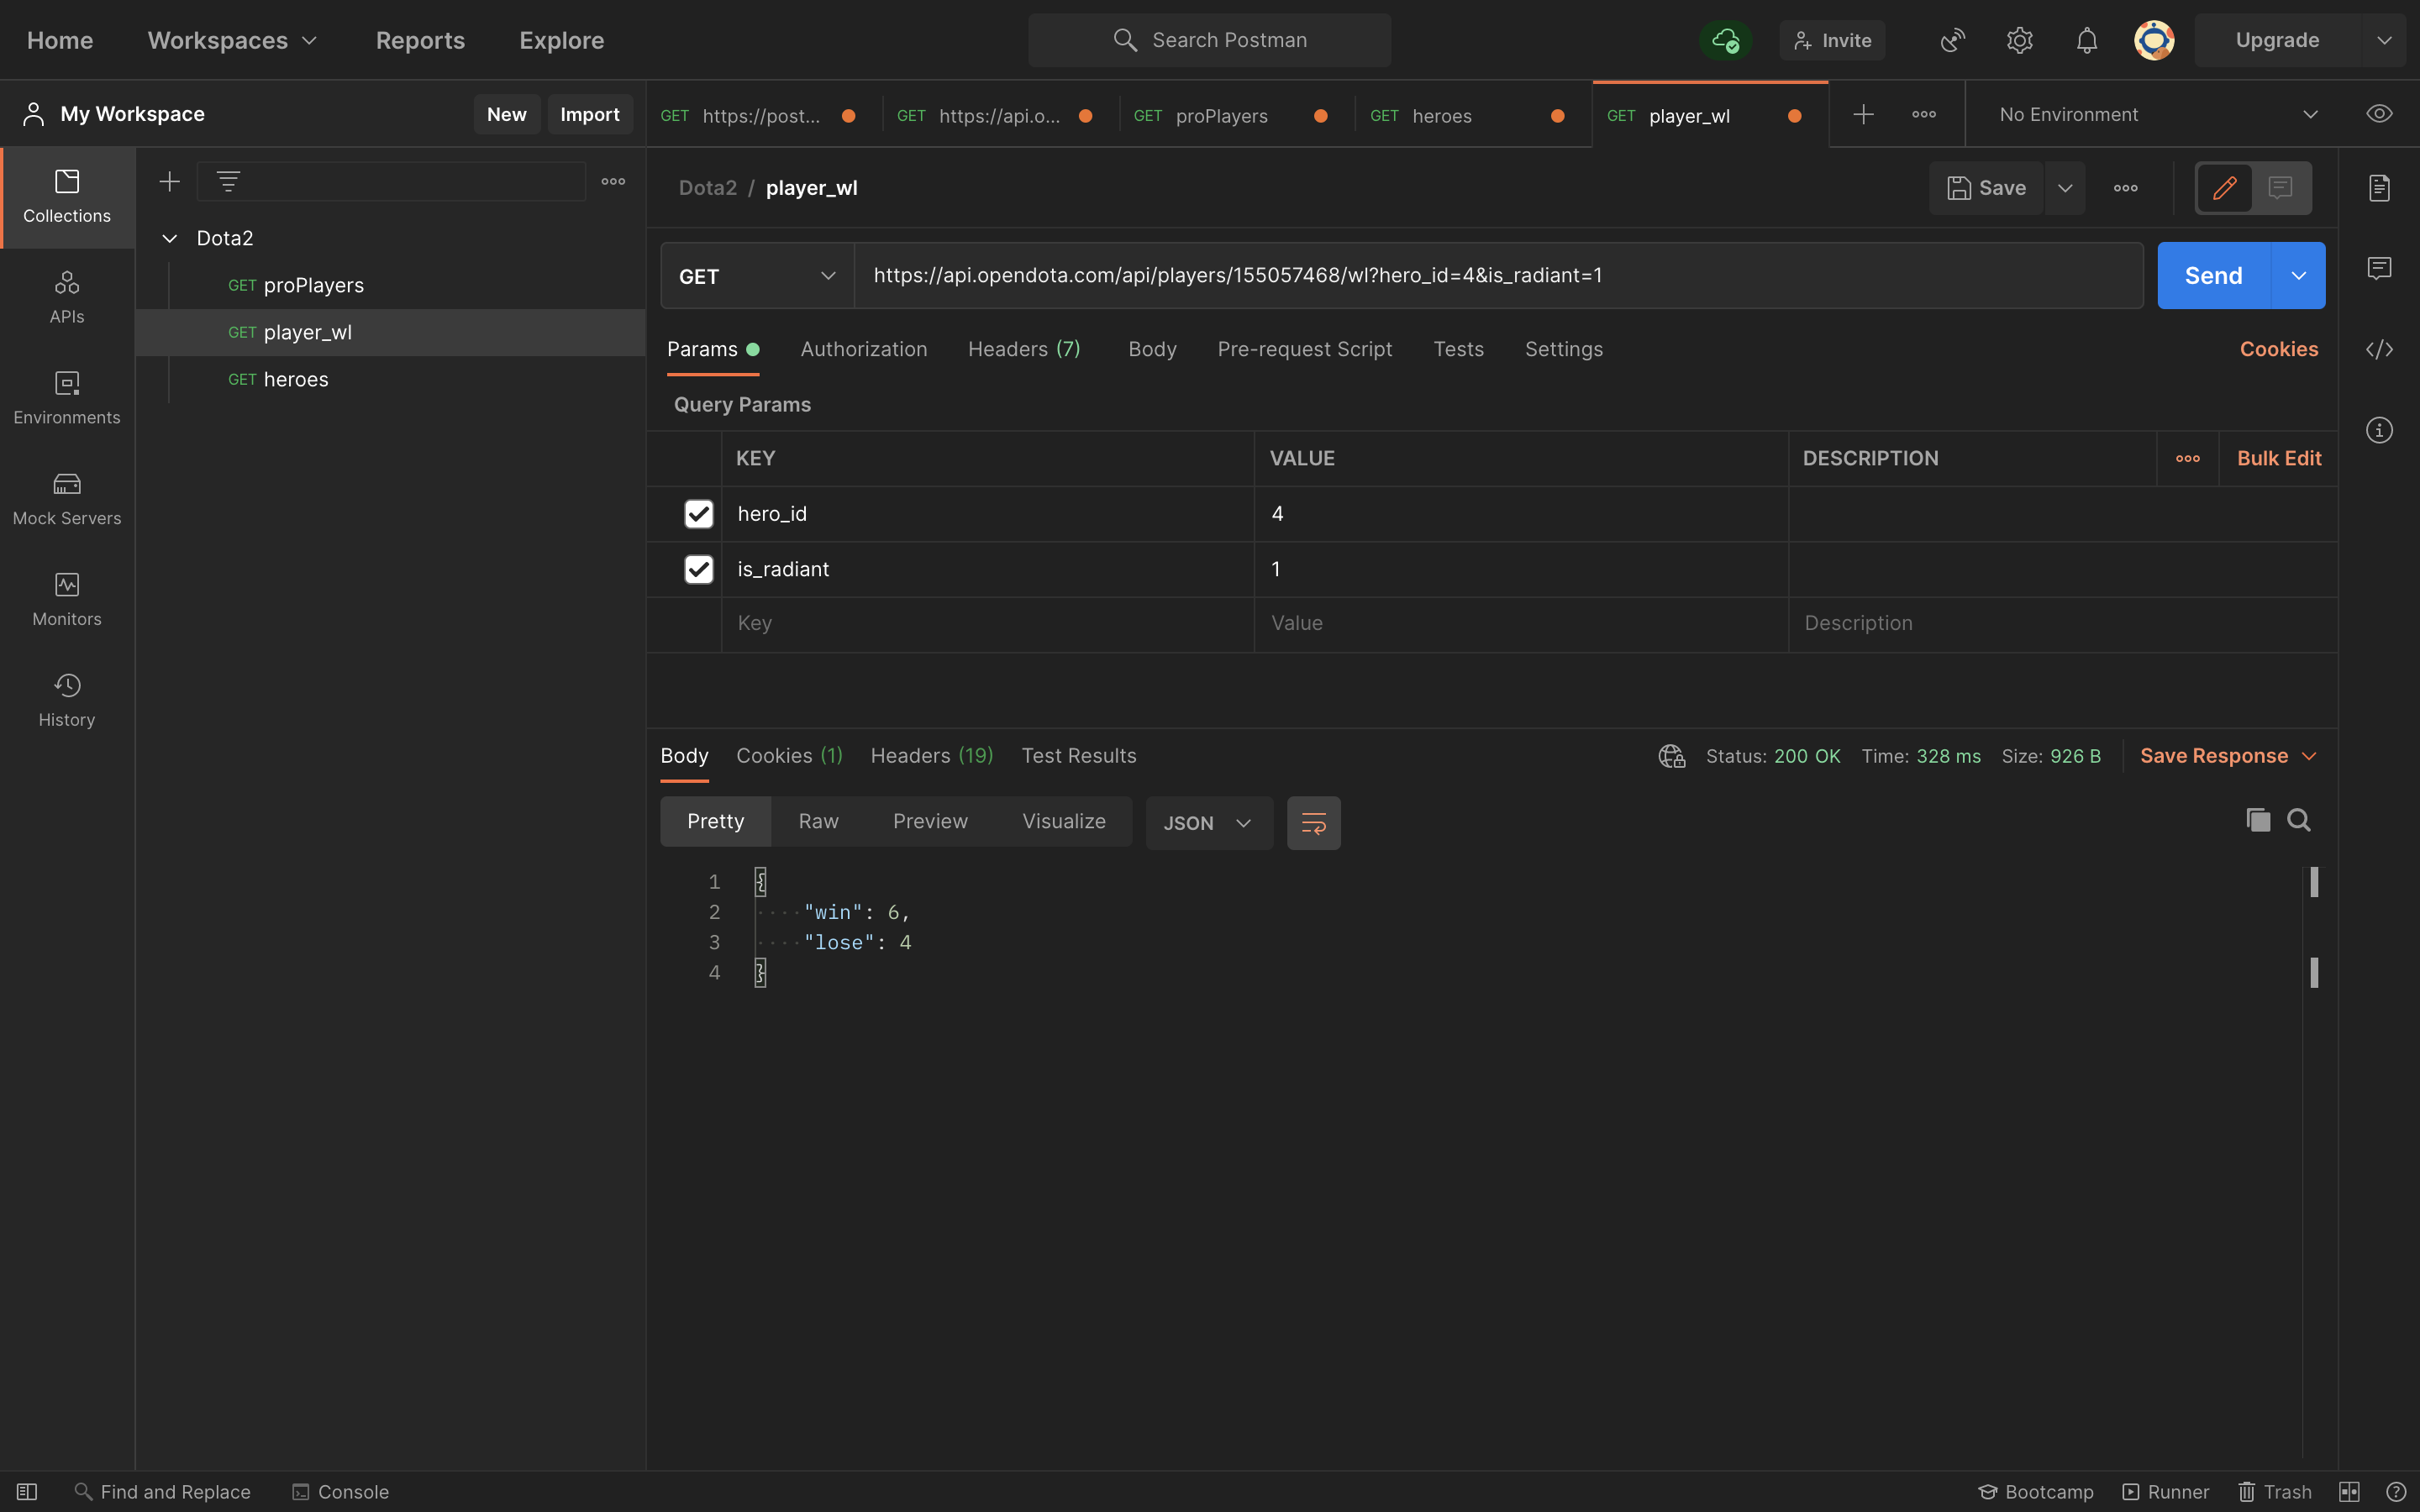 Home Workspaces Reports Explore Search Postman Invite Upgrade
My Workspace New Import
GET https://post... GET https://api.o... GET proPlayers GET heroes GET player_wl No Environment
Collections
APIs
Environments
Mock Servers
Monitors
History
Dota2
GET proPlayers
GET player_wl
GET heroes
Dota2 / player_wl Save
GET https://api.opendota.com/api/players/155057468/wl?hero_id=4&is_radiant=1 Send
Params Authorization Headers (7) Body Pre-request Script Tests Settings Cookies
Query Params
KEY VALUE DESCRIPTION Bulk Edit
hero_id 4
is_radiant 1
Key Value Description
Body Cookies (1) Headers (19) Test Results Status: 200 OK Time: 328 ms Size: 926 B Save Response
Pretty Raw Preview Visualize JSON
1 {
2 "win": 6,
3 "lose": 4
4 }
Find and Replace Console Bootcamp Runner Trash